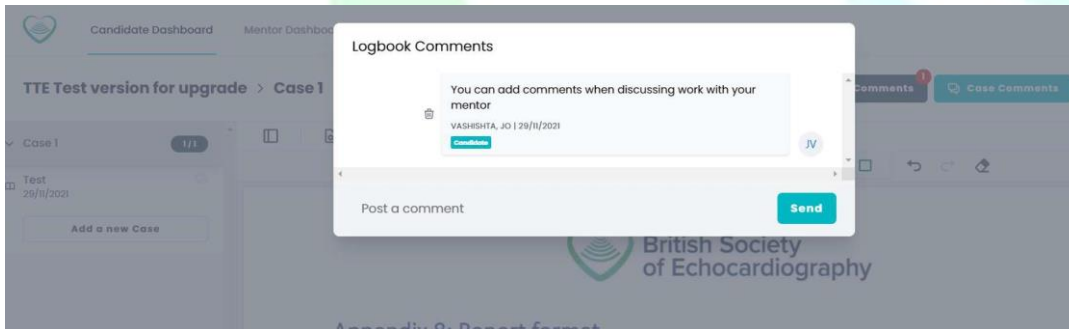 Candidate Dashboard
Mentor Dashboa
Logbook Comments
TTE Test version for upgrade > Case 1
You can add comments when discussing work with your
mentor
VASHISHTA, JO | 29/11/2021
Candidate
JV
Comments
1
Case Comments
Case 1
1/1
Test
29/11/2021
Add a new Case
Post a comment
Send
British Society
of Echocardiography
Appendix 8: Report format